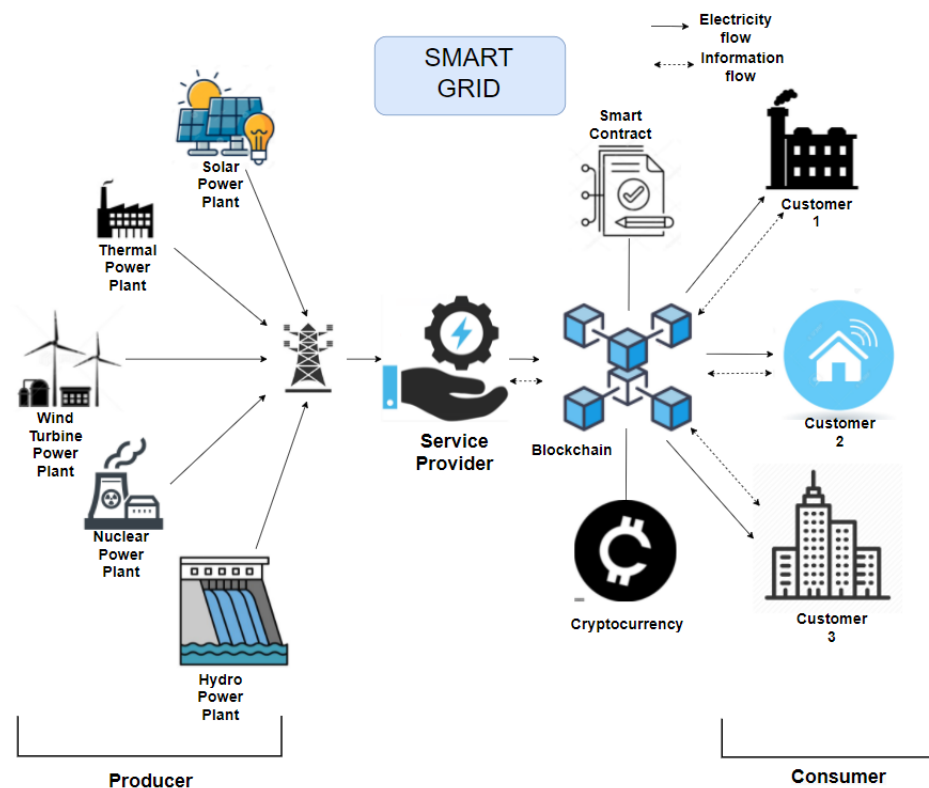 SMART
GRID
Electricity
flow
Information
flow
Solar
Power
Plant
Smart
Contract
Customer
1
Thermal
Power
Plant
Wind
Turbine Power
Plant
Service
Provider
Blockchain
Customer
2
Nuclear
Power
Plant
Cryptocurrency
Customer
3
Hydro
Power
Plant
Producer
Consumer